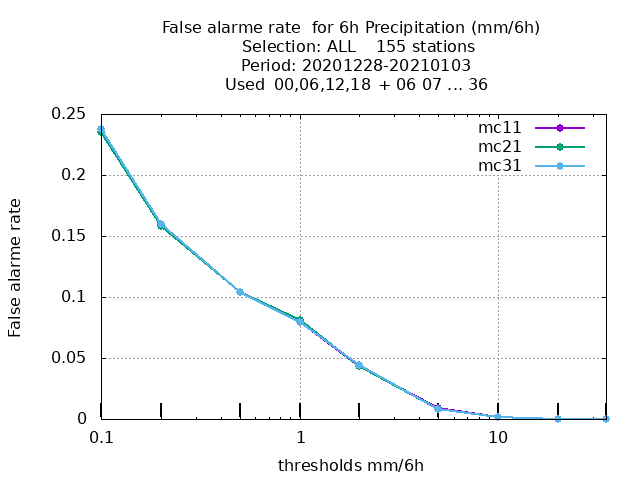 False alarme rate  for 6h Precipitation (mm/6h)
Selection: ALL    155 stations
Period: 20201228-20210103
Used  00,06,12,18  + 06 07 ... 36
mc11
mc21
mc31
0.25
0.2
0.15
0.1
0.05
0
False alarme rate
0.1 1 10
thresholds mm/6h